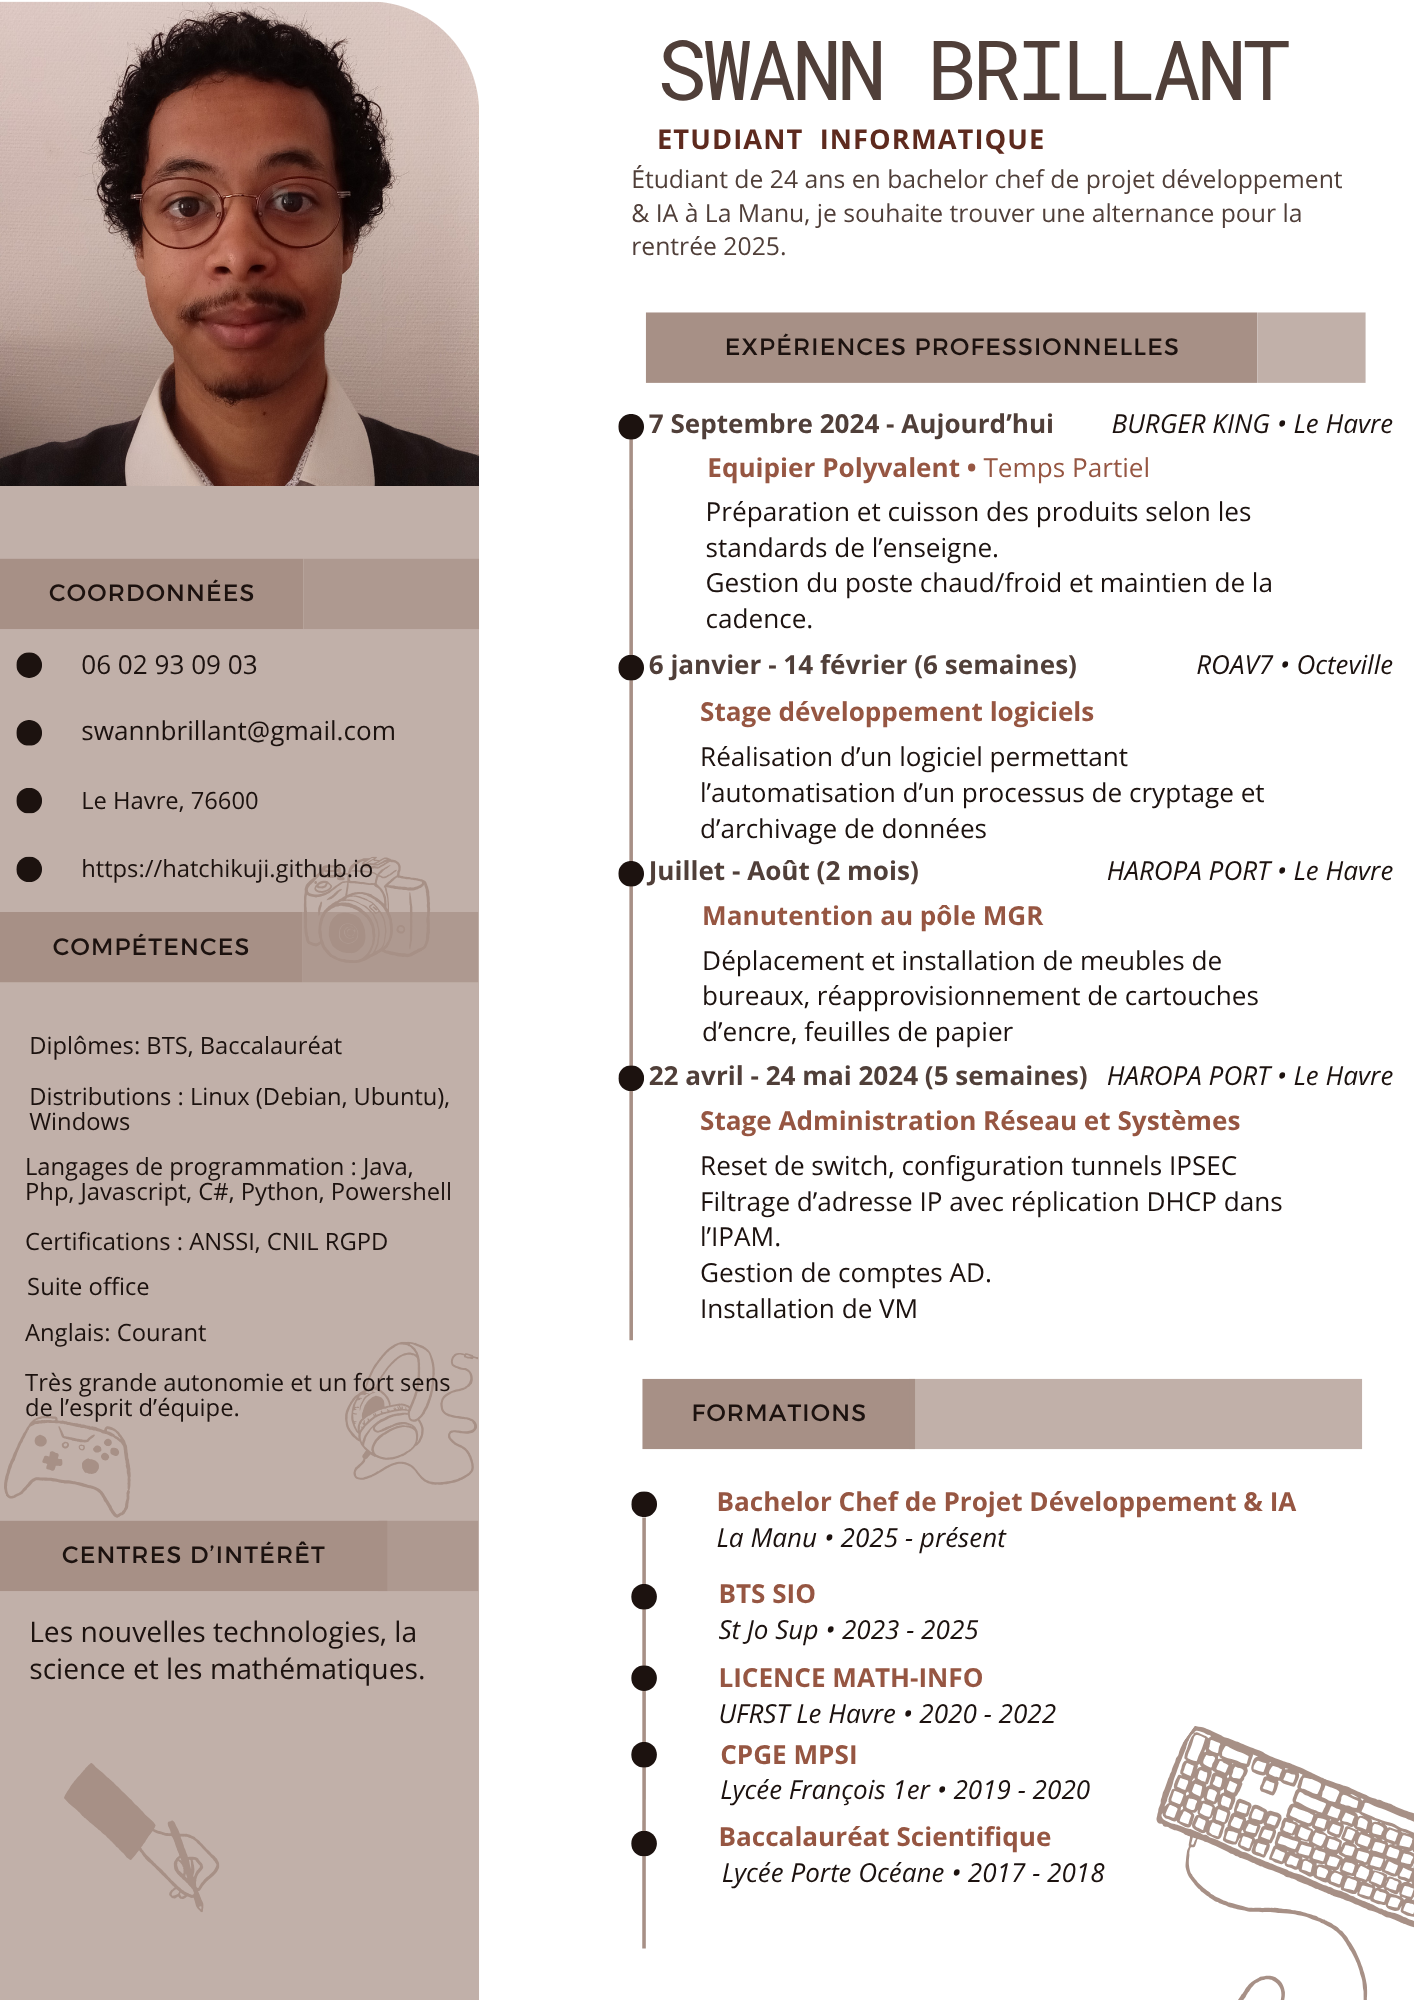 SWANN BRILLANT
ETUDIANT INFORMATIQUE
Étudiant de 24 ans en bachelor chef de projet développement
& IA à La Manu, je souhaite trouver une alternance pour la
rentrée 2025.
COORDONNÉES
06 02 93 09 03
swannbrillant@gmail.com
Le Havre, 76600
https://hatchikuji.github.io
COMPÉTENCES
Diplômes: BTS, Baccalauréat
Distributions : Linux (Debian, Ubuntu),
Windows
Langages de programmation : Java,
Php, Javascript, C#, Python, Powershell
Certifications : ANSSI, CNIL RGPD
Suite office
Anglais: Courant
Très grande autonomie et un fort sens
de l’esprit d’équipe.
CENTRES D’INTÉRÊT
Les nouvelles technologies, la
science et les mathématiques.
EXPÉRIENCES PROFESSIONNELLES
7 Septembre 2024 - Aujourd’hui BURGER KING • Le Havre
Equipier Polyvalent • Temps Partiel
Préparation et cuisson des produits selon les
standards de l’enseigne.
Gestion du poste chaud/froid et maintien de la
cadence.
6 janvier - 14 février (6 semaines) ROAV7 • Octeville
Stage développement logiciels
Réalisation d’un logiciel permettant
l’automatisation d’un processus de cryptage et
d’archivage de données
Juillet - Août (2 mois) HAROPA PORT • Le Havre
Manutention au pôle MGR
Déplacement et installation de meubles de
bureaux, réapprovisionnement de cartouches
d’encre, feuilles de papier
22 avril - 24 mai 2024 (5 semaines) HAROPA PORT • Le Havre
Stage Administration Réseau et Systèmes
Reset de switch, configuration tunnels IPSEC
Filtrage d’adresse IP avec réplication DHCP dans
l’IPAM.
Gestion de comptes AD.
Installation de VM
FORMATIONS
Bachelor Chef de Projet Développement & IA
La Manu • 2025 - présent
BTS SIO
St Jo Sup • 2023 - 2025
LICENCE MATH-INFO
UFRST Le Havre • 2020 - 2022
CPGE MPSI
Lycée François 1er • 2019 - 2020
Baccalauréat Scientifique
Lycée Porte Océane • 2017 - 2018